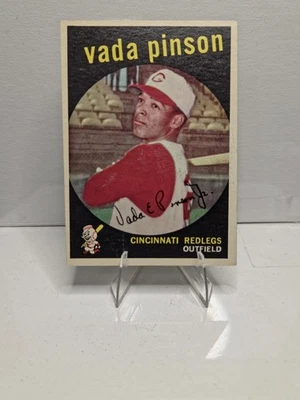 vada pinson
C
Vada E Pinson Jr.
CINCINNATI REDLEGS
OUTFIELD